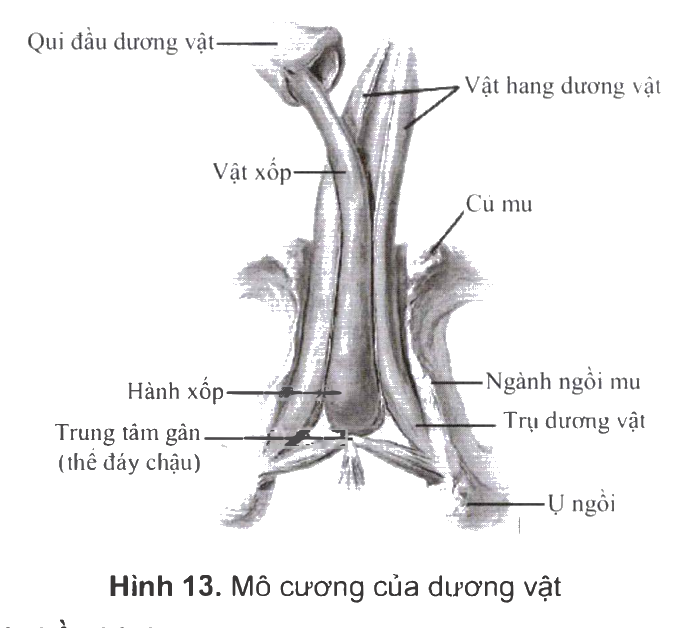 Qui đầu dương vật
Vật hang dương vật
Vật xốp
Củ mu
Hành xốp
Ngành ngồi mu
Trung tâm gân
(thể đáy chậu)
Trụ dương vật
Ụ ngồi
Hình 13. Mô cương của dương vật